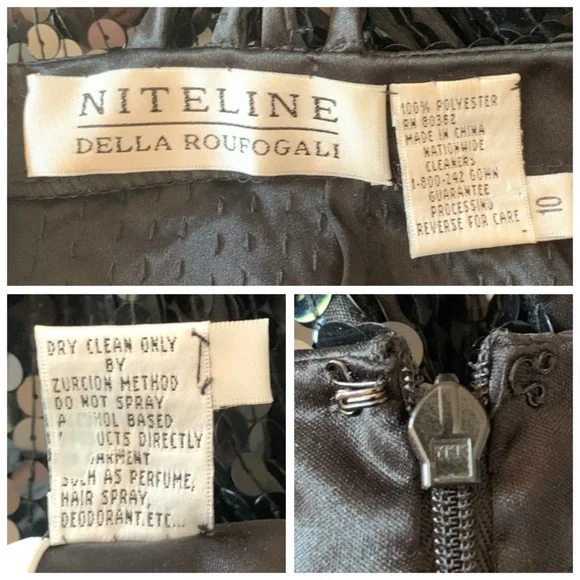 NITELINE
DELLA ROUFOGALI
100% POLYESTER
RN 80362
MADE IN CHINA
NATIONWIDE
CLEANERS
1-800-242 GOWN
GUARANTEE
PROCESSING
REVERSE FOR CARE
10
DRY CLEAN ONLY
BY
ZURCION METHOD
DO NOT SPRAY
BASED
DIRECTLY
SUCH AS PERFUME,
HAIR SPRAY,
DEODORANT,ETC...